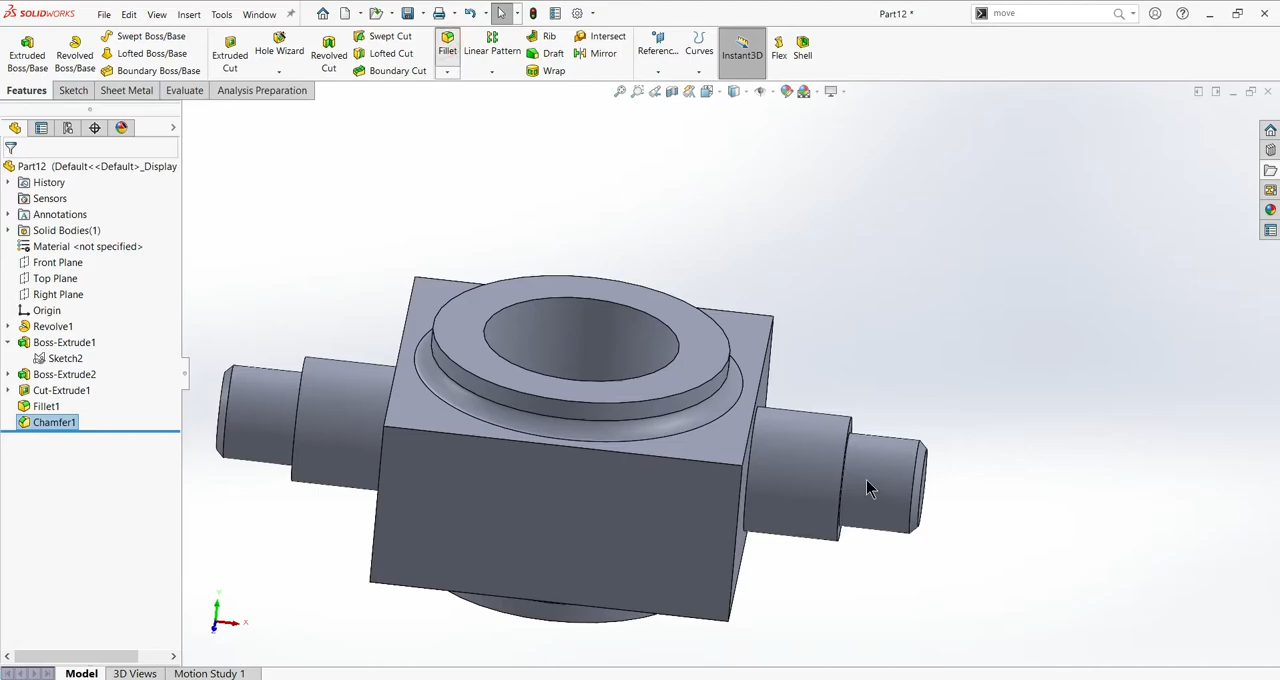 SOLIDWORKS File Edit View Insert Tools Window Part12 * move
Extruded Boss/Base Revolved Boss/Base Swept Boss/Base Lofted Boss/Base Boundary Boss/Base Extruded Cut Hole Wizard Revolved Cut Swept Cut Lofted Cut Boundary Cut Fillet Linear Pattern Rib Draft Wrap Intersect Mirror Referenc... Curves Instant3D Flex Shell
Features Sketch Sheet Metal Evaluate Analysis Preparation
Part12 (Default<<Default>_Display
History
Sensors
Annotations
Solid Bodies(1)
Material <not specified>
Front Plane
Top Plane
Right Plane
Origin
Revolve1
Boss-Extrude1
Sketch2
Boss-Extrude2
Cut-Extrude1
Fillet1
Chamfer1
Y
X
Z
Model 3D Views Motion Study 1